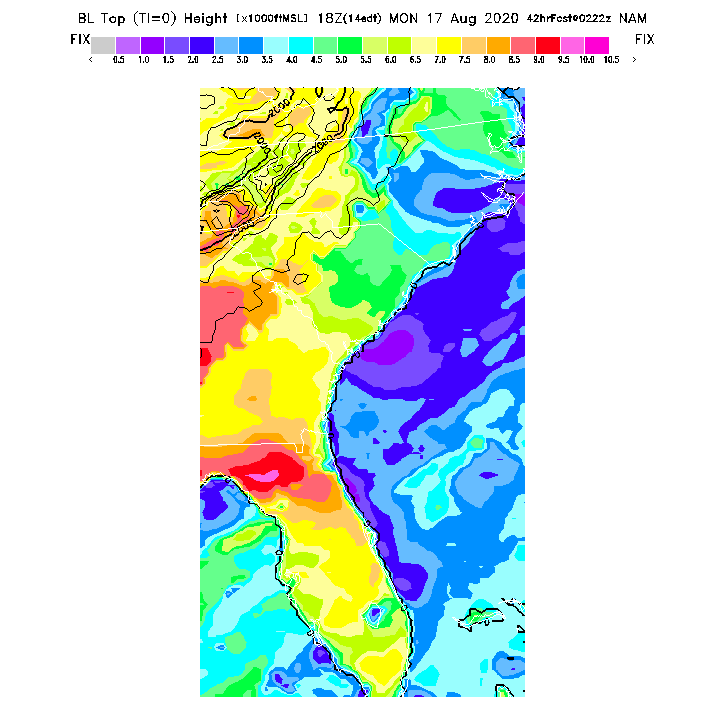 BL Top (TI=0) Height [x1000ftMSL] 18Z(14edt) MON 17 Aug 2020 42hrFcst@0222z NAM
FIX FIX
< 0.5 1.0 1.5 2.0 2.5 3.0 3.5 4.0 4.5 5.0 5.5 6.0 6.5 7.0 7.5 8.0 8.5 9.0 9.5 10.0 10.5 >
2000
2000
2000